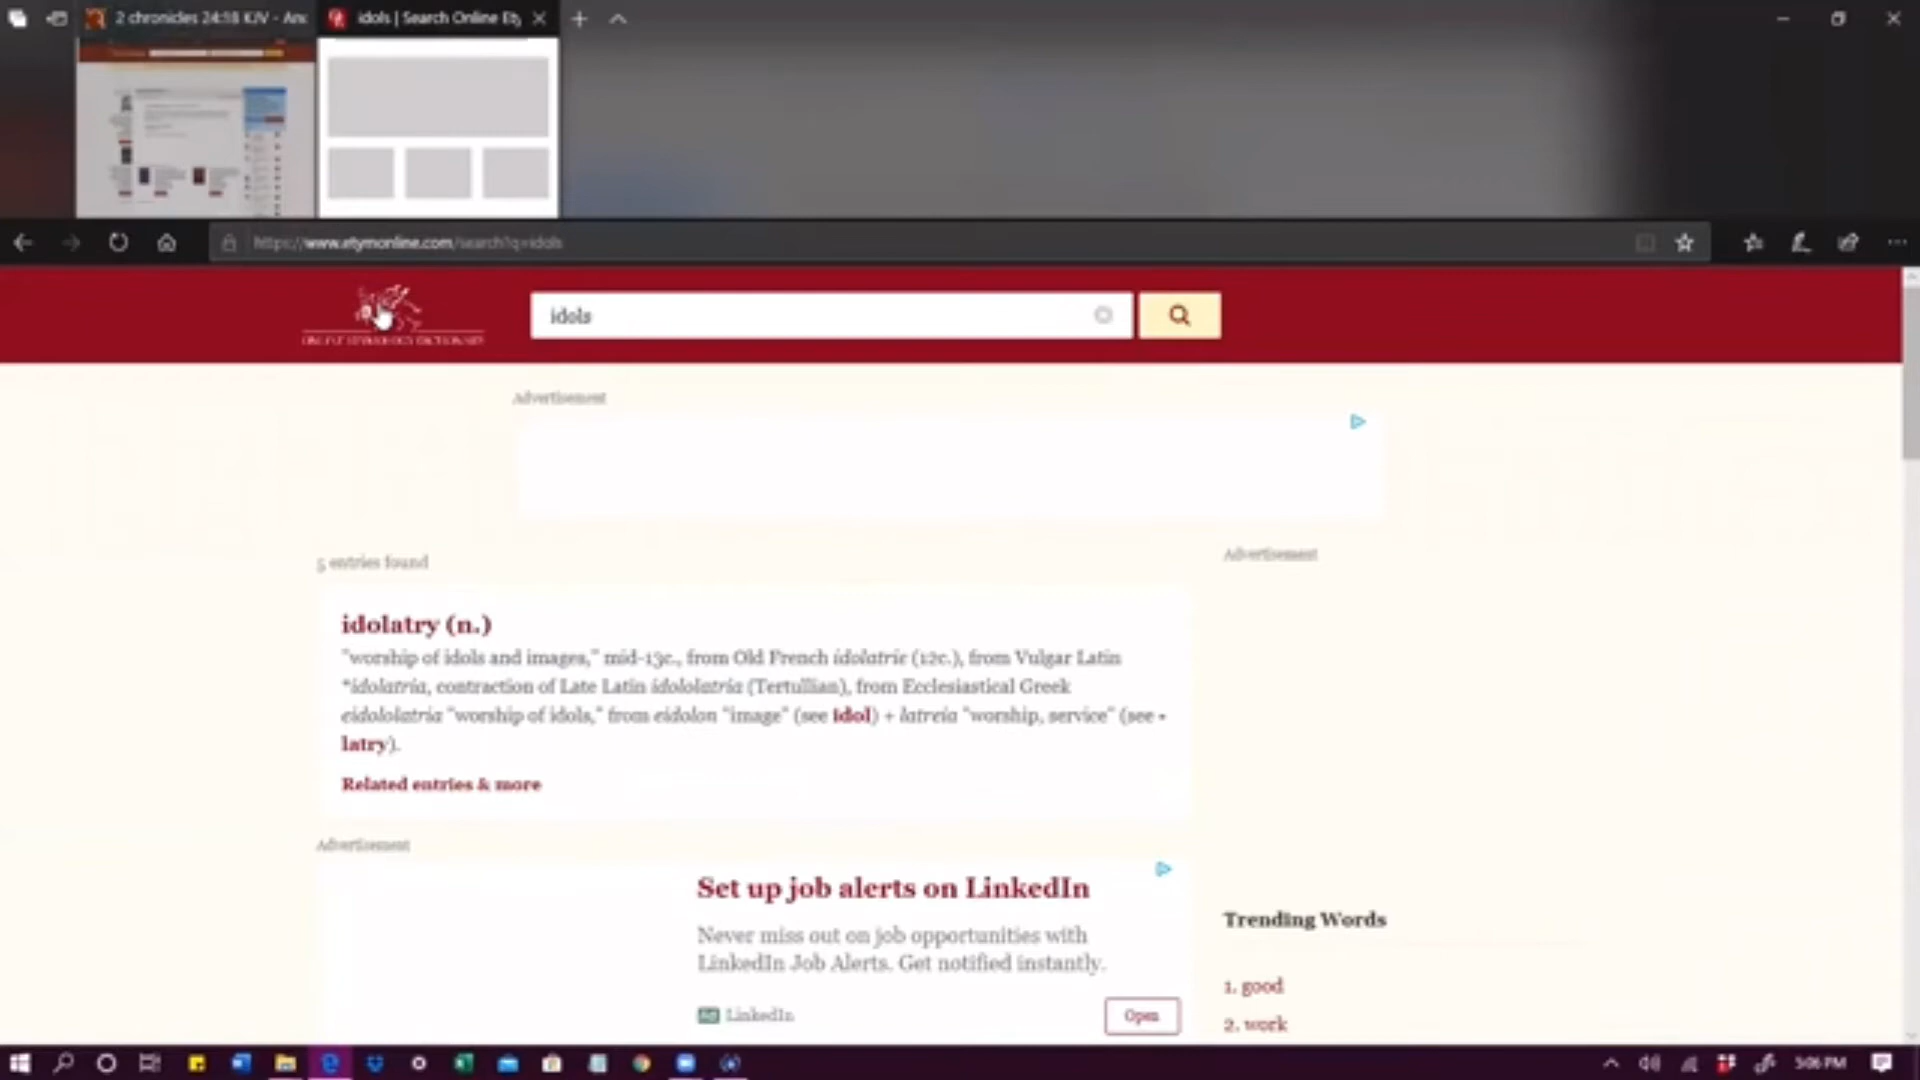 2 chronicles 24:18 KJV - And
idols | Search Online Ety
https://www.etymonline.com/search?q=idols
ONLINE ETYMOLOGY DICTIONARY
idols
Advertisement
5 entries found
Advertisement
idolatry (n.)
"worship of idols and images," mid-13c., from Old French idolatrie (12c.), from Vulgar Latin
*idolatria, contraction of Late Latin idololatria (Tertullian), from Ecclesiastical Greek
eidololatria "worship of idols," from eidolon "image" (see idol) + latreia "worship, service" (see -
latry).
Related entries & more
Advertisement
Set up job alerts on LinkedIn
Never miss out on job opportunities with
LinkedIn Job Alerts. Get notified instantly.
Ad LinkedIn
Open
Trending Words
1. good
2. work
5:06 PM